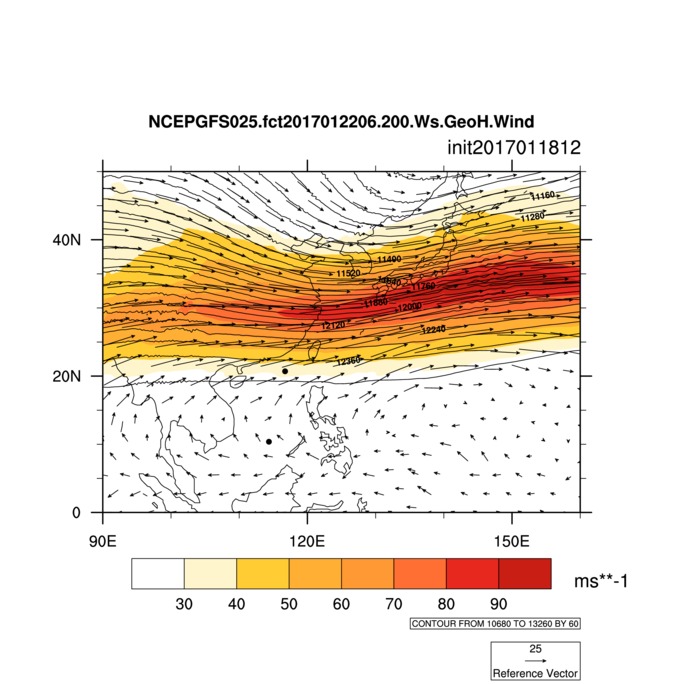 NCEPGFS025.fct2017012206.200.Ws.GeoH.Wind
init2017011812
11160
11280
40N
11400
11520
11640
11760
11880
12000
12120
12240
12360
20N
0
90E 120E 150E
ms**-1
30 40 50 60 70 80 90
CONTOUR FROM 10680 TO 13260 BY 60
25
Reference Vector